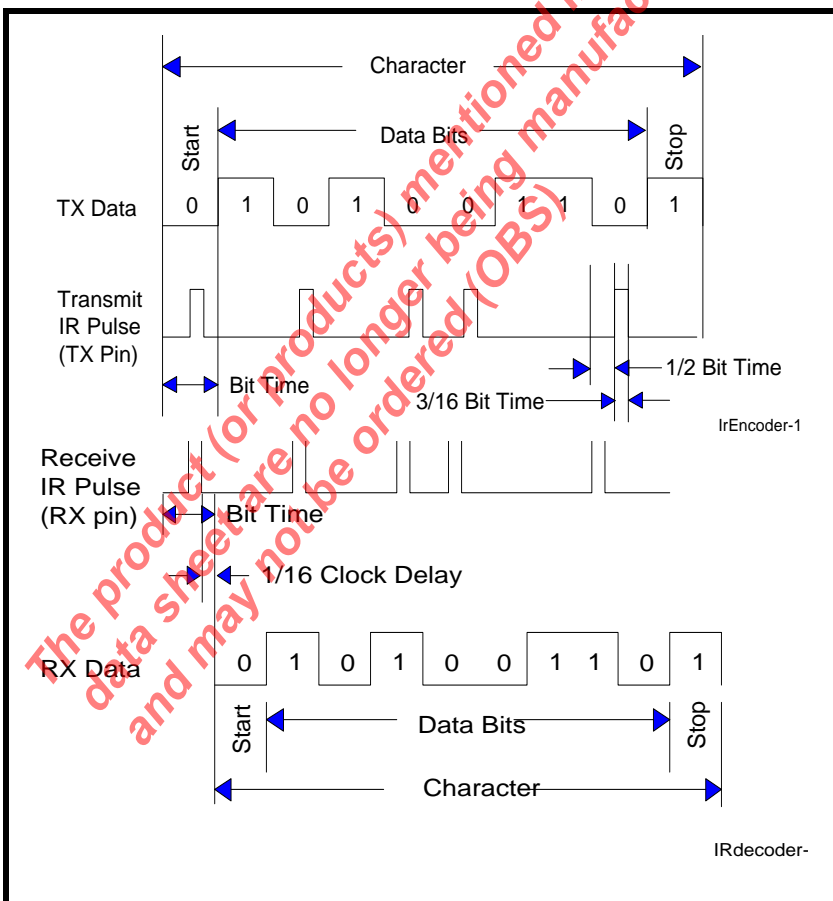 Character
Start
Data Bits
Stop
TX Data
0 1 0 1 0 0 1 1 0 1
Transmit
IR Pulse
(TX Pin)
Bit Time
1/2 Bit Time
3/16 Bit Time
IrEncoder-1
Receive
IR Pulse
(RX pin)
Bit Time
1/16 Clock Delay
RX Data
0 1 0 1 0 0 1 1 0 1
Start
Data Bits
Stop
Character
IRdecoder-
The product (or products) mentioned
data sheet are no longer being
and may not be ordered (OBS)